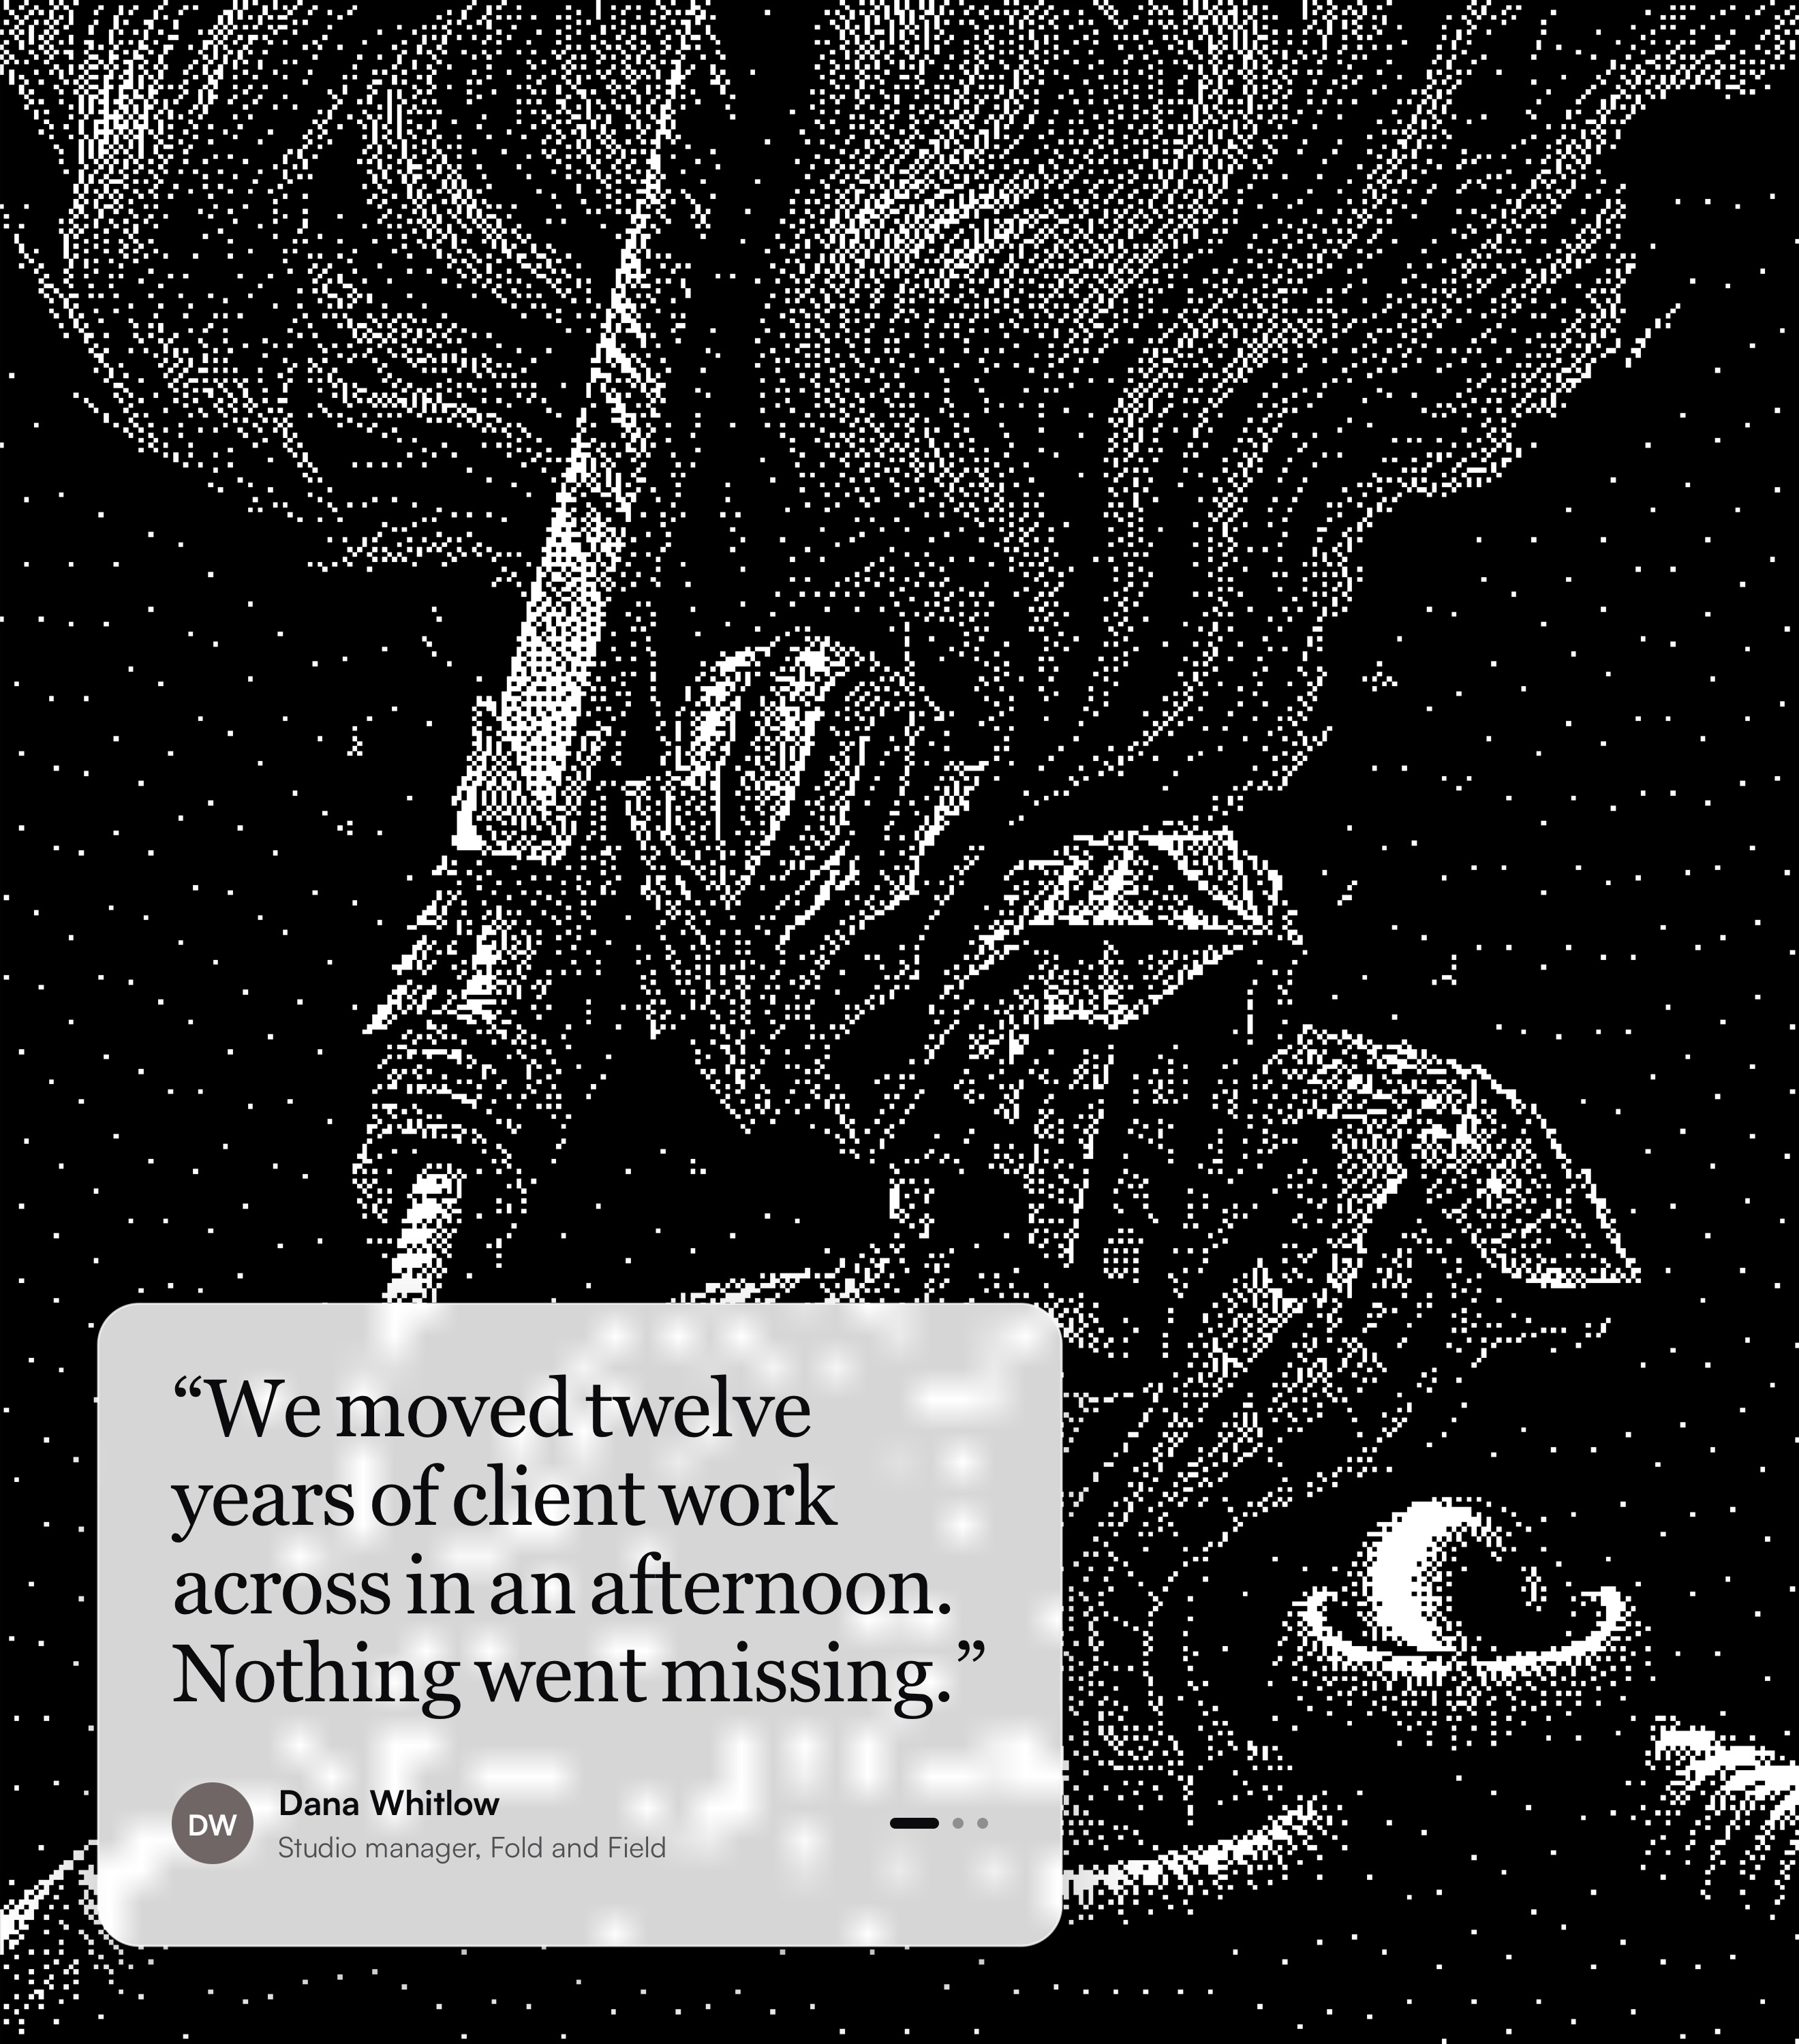 “We moved twelve
years of client work
across in an afternoon.
Nothing went missing.”
DW
Dana Whitlow
Studio manager, Fold and Field